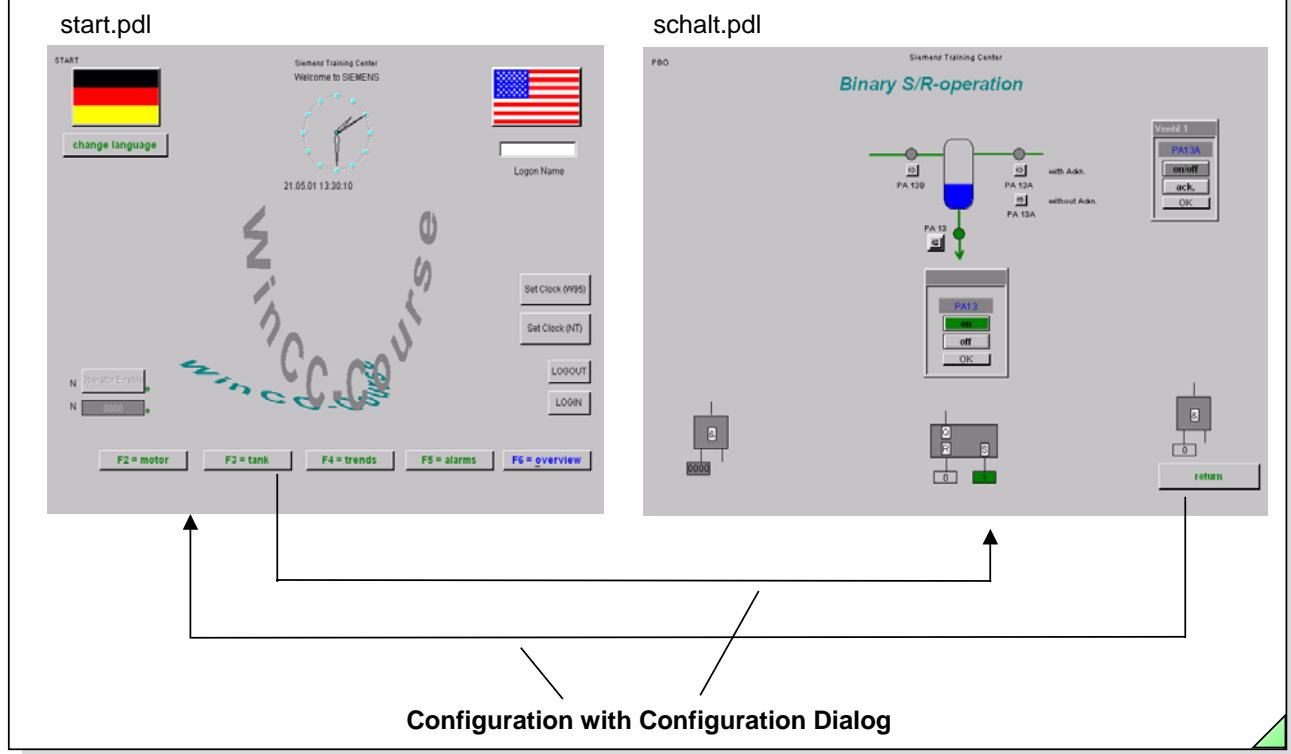 start.pdl
START
Siemens Training Center
Welcome to SIEMENS
change language
21.05.01 13:30:10
Logon Name
WinCC-Course
WinCC-Course
Set Clock (W95)
Set Clock (NT)
LOGOUT
LOGIN
N Operator Enable
N 0000
F2 = motor F3 = tank F4 = trends F5 = alarms F6 = overview
schalt.pdl
PBO
Siemens Training Center
Binary S/R-operation
PA 13B
PA 13A
with Ackn.
without Ackn.
PA 13A
PA 13
Ventil 1
PA13A
on/off
ack.
OK
PA13
on
off
OK
&
0000
Q
R S
0 1
&
0
return
Configuration with Configuration Dialog